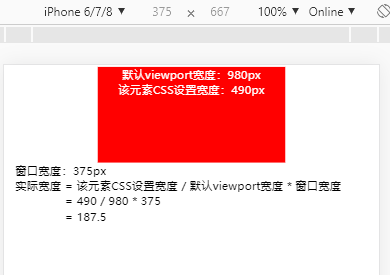 iPhone 6/7/8 ▼ 375 × 667 100% ▼ Online ▼
默认viewport宽度：980px
该元素CSS设置宽度：490px
窗口宽度：375px
实际宽度 = 该元素CSS设置宽度 / 默认viewport宽度 * 窗口宽度
= 490 / 980 * 375
= 187.5